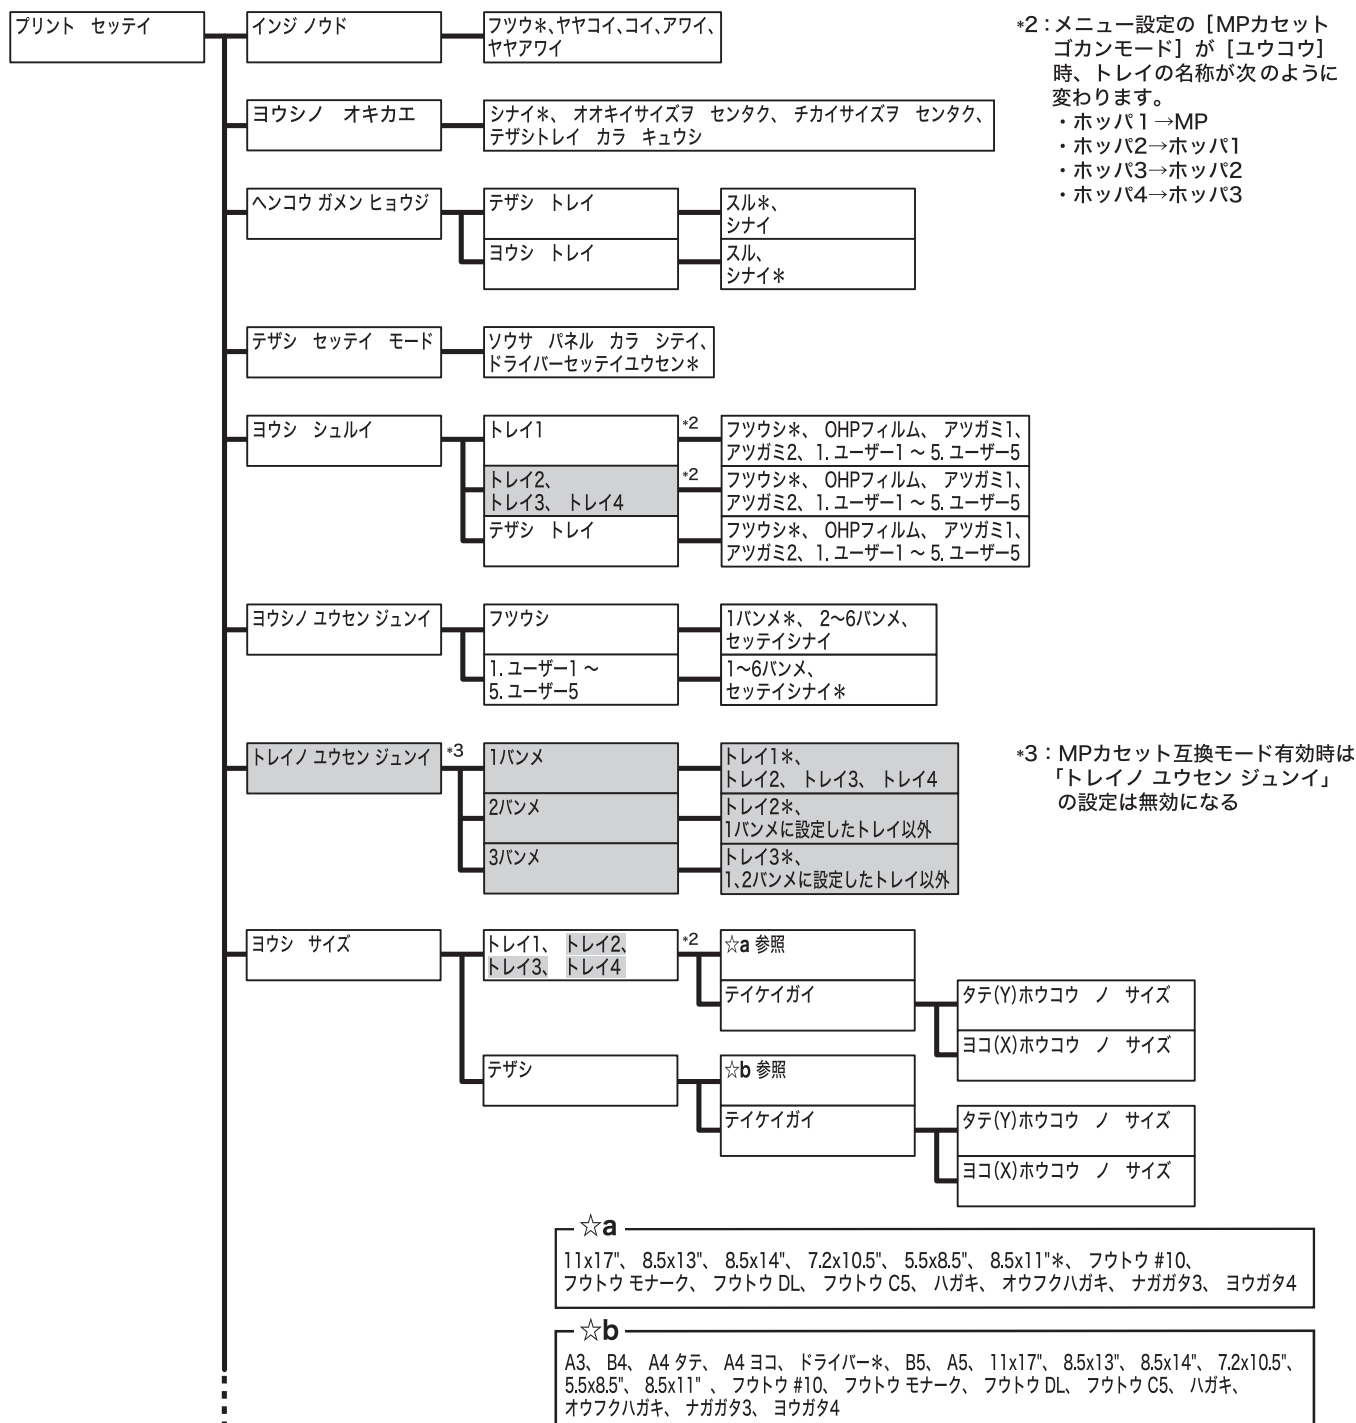 プリント　セッテイ
インジ ノウド
フツウ＊、ヤヤコイ、コイ、アワイ、
ヤヤアワイ
*2：メニュー設定の［MPカセット
ゴカンモード］が［ユウコウ］
時、トレイの名称が次のように
変わります。
・ホッパ1→MP
・ホッパ2→ホッパ1
・ホッパ3→ホッパ2
・ホッパ4→ホッパ3
ヨウシノ　オキカエ
シナイ＊、 オオキイサイズヲ　センタク、 チカイサイズヲ　センタク、
テザシトレイ　カラ　キュウシ
ヘンコウ ガメン ヒョウジ
テザシ　トレイ
スル＊、
シナイ
ヨウシ　トレイ
スル、
シナイ＊
テザシ　セッテイ　モード
ソウサ　パネル　カラ　シテイ、
ドライバーセッテイユウセン＊
ヨウシ　シュルイ
トレイ1
*2
フツウシ＊、 OHPフィルム、 アツガミ1、
アツガミ2、1. ユーザー1 ～ 5. ユーザー5
トレイ2、
トレイ3、 トレイ4
*2
フツウシ＊、 OHPフィルム、 アツガミ1、
アツガミ2、1. ユーザー1 ～ 5. ユーザー5
テザシ　トレイ
フツウシ＊、 OHPフィルム、 アツガミ1、
アツガミ2、1. ユーザー1 ～ 5. ユーザー5
ヨウシノ ユウセン ジュンイ
フツウシ
1バンメ＊、 2～6バンメ、
セッテイシナイ
1. ユーザー1 ～
5. ユーザー5
1～6バンメ、
セッテイシナイ＊
トレイノ ユウセン ジュンイ
*3
1バンメ
トレイ1＊、
トレイ2、 トレイ3、 トレイ4
2バンメ
トレイ2＊、
1バンメに設定したトレイ以外
3バンメ
トレイ3＊、
1、2バンメに設定したトレイ以外
*3：MPカセット互換モード有効時は
「トレイノ ユウセン ジュンイ」
の設定は無効になる
ヨウシ　サイズ
トレイ1、 トレイ2、
トレイ3、 トレイ4
*2
☆a 参照
テイケイガイ
タテ(Y)ホウコウ　ノ　サイズ
ヨコ(X)ホウコウ　ノ　サイズ
テザシ
☆b 参照
テイケイガイ
タテ(Y)ホウコウ　ノ　サイズ
ヨコ(X)ホウコウ　ノ　サイズ
☆a
11x17"、 8.5x13"、 8.5x14"、 7.2x10.5"、 5.5x8.5"、 8.5x11"＊、 フウトウ #10、
フウトウ モナーク、 フウトウ DL、 フウトウ C5、 ハガキ、 オウフクハガキ、 ナガガタ3、 ヨウガタ4
☆b
A3、 B4、 A4 タテ、 A4 ヨコ、 ドライバー＊、 B5、 A5、 11x17"、 8.5x13"、 8.5x14"、 7.2x10.5"、
5.5x8.5"、 8.5x11" 、 フウトウ #10、 フウトウ モナーク、 フウトウ DL、 フウトウ C5、 ハガキ、
オウフクハガキ、 ナガガタ3、 ヨウガタ4